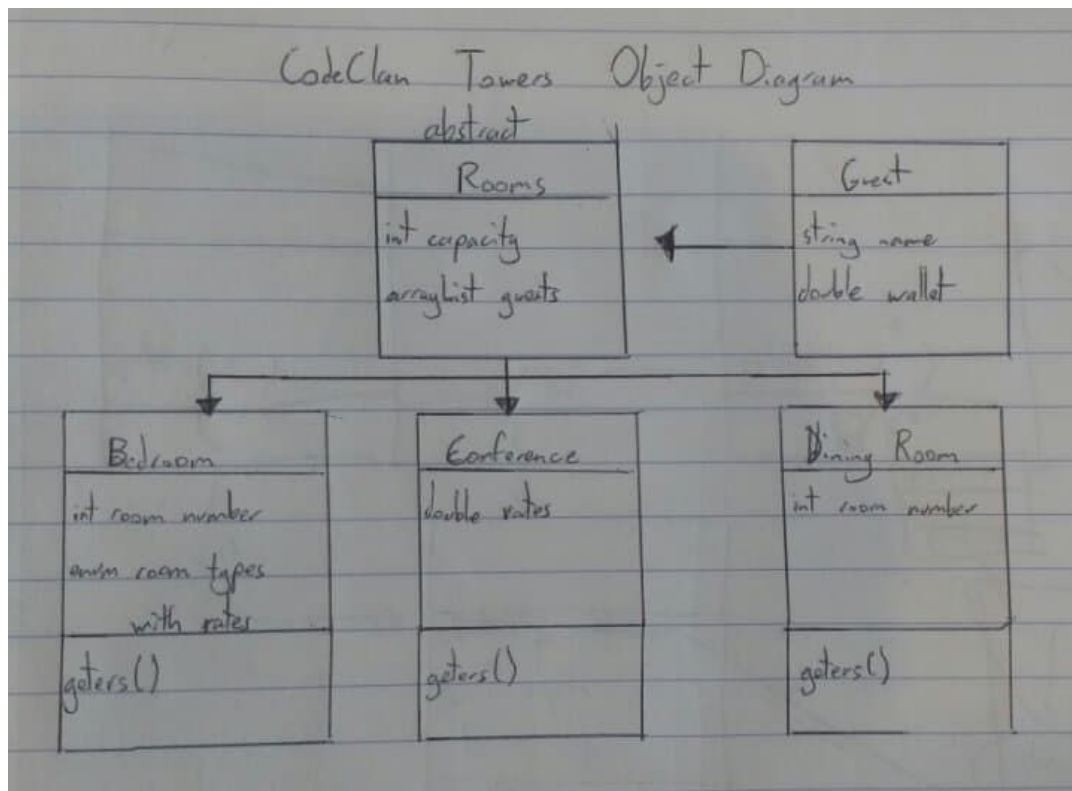 CodeClan Towers Object Diagram
abstract
Rooms
int capacity
arrayList guests
Guest
string name
double wallet
Bedroom
int room number
enum room types
with rates
geters()
Conference
double rates
geters()
Dining Room
int room number
geters()